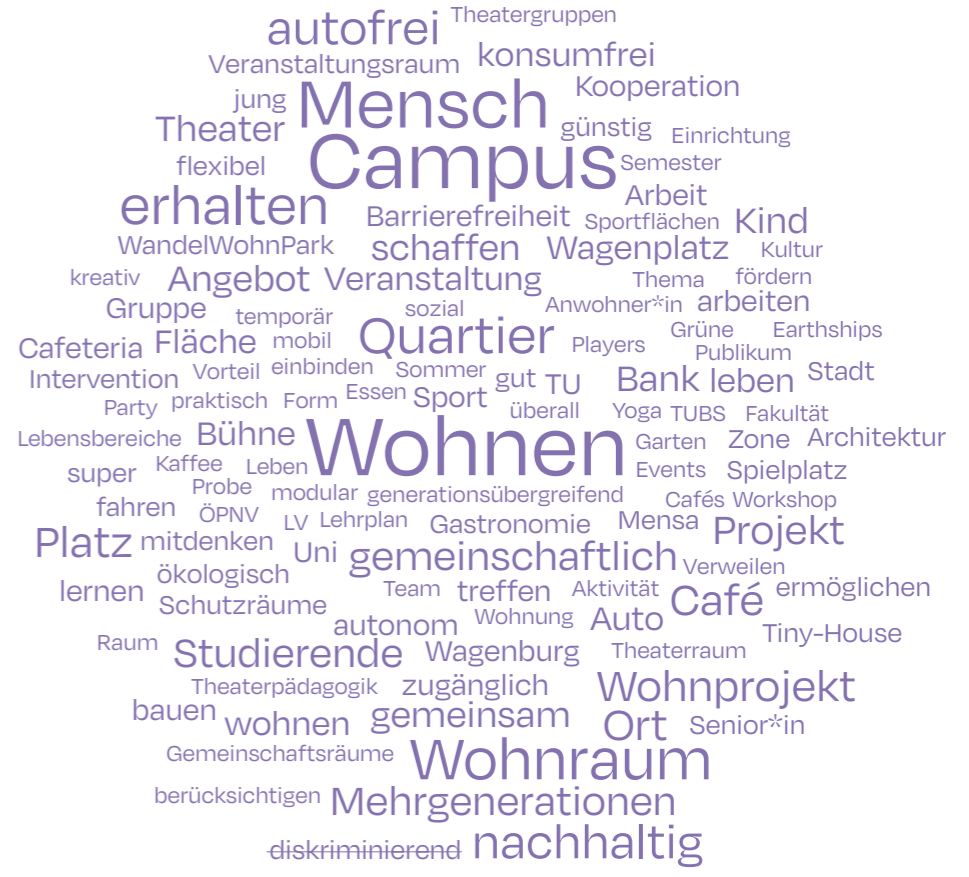 autofrei Theatergruppen
Veranstaltungsraum konsumfrei
jung Mensch Kooperation
Theater günstig Einrichtung
flexibel Campus Semester
erhalten Arbeit
Barrierefreiheit Sportflächen Kind
WandelWohnPark schaffen Wagenplatz Kultur
kreativ Angebot Veranstaltung Thema fördern
Gruppe temporär sozial Anwohner*in arbeiten
Cafeteria Fläche mobil Quartier Players Grüne Earthships
Publikum
Intervention Vorteil einbinden Sommer gut TU Bank leben Stadt
Party praktisch Form Essen Sport überall Yoga TUBS Fakultät
Lebensbereiche Bühne Wohnen Garten Zone Architektur
super Kaffee Leben Events Spielplatz
fahren Probe modular generationsübergreifend Cafés Workshop
ÖPNV LV Lehrplan Gastronomie Mensa Projekt
Platz mitdenken Uni gemeinschaftlich Verweilen
lernen ökologisch Team treffen Aktivität Café ermöglichen
Schutzräume autonom Wohnung Auto Tiny-House
Raum Studierende Wagenburg Theaterraum
Theaterpädagogik zugänglich Wohnprojekt
bauen wohnen gemeinsam Ort Senior*in
Gemeinschaftsräume Wohnraum
berücksichtigen Mehrgenerationen
diskriminierend nachhaltig